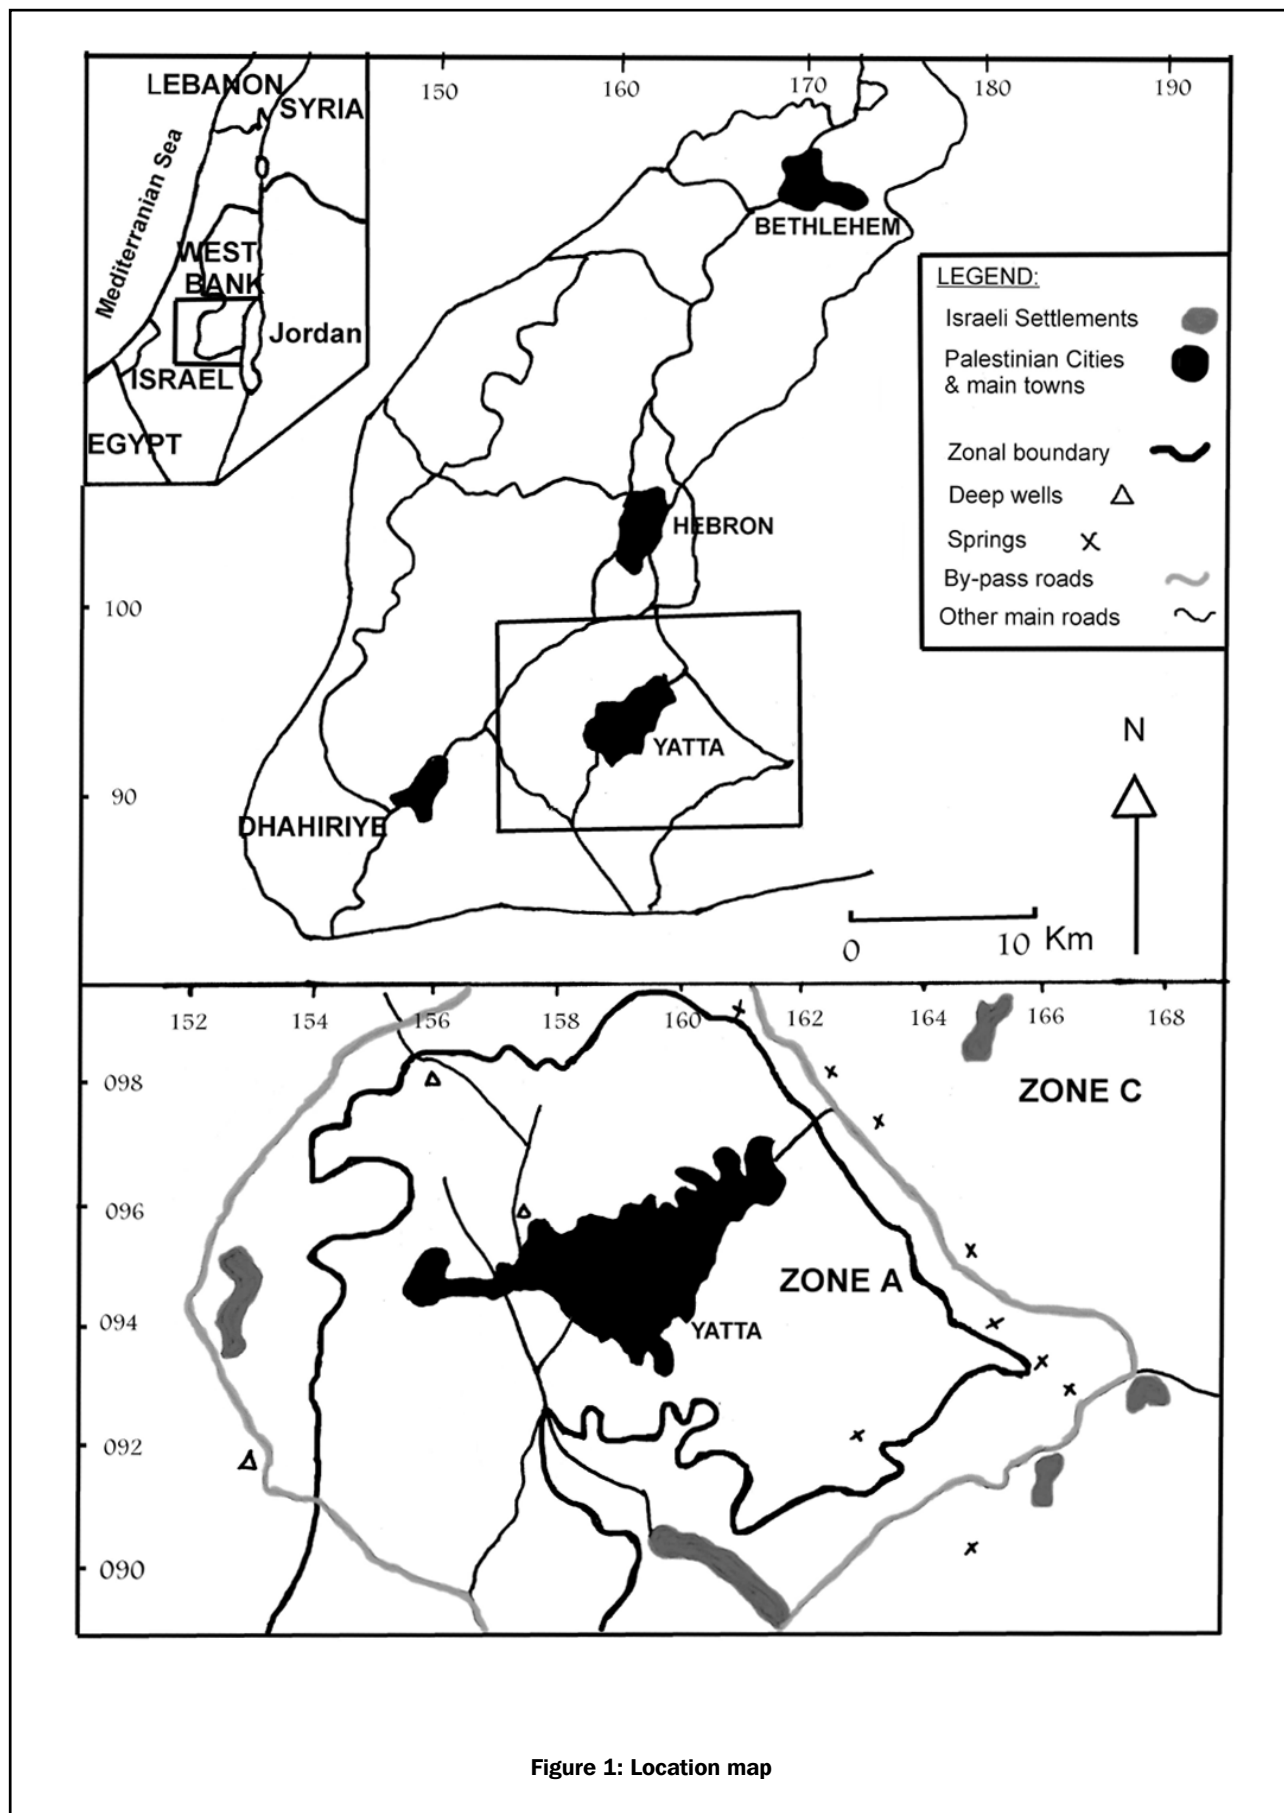 LEBANON
SYRIA
Mediterranian Sea
WEST
BANK
Jordan
ISRAEL
EGYPT
150
160
170
180
190
BETHLEHEM
LEGEND:
Israeli Settlements
Palestinian Cities
& main towns
Zonal boundary
Deep wells
Springs
By-pass roads
Other main roads
HEBRON
100
YATTA
90
DHAHIRIYE
N
0 10 Km
152 154 156 158 160 162 164 166 168
098
ZONE C
096
ZONE A
094
YATTA
092
090
Figure 1: Location map